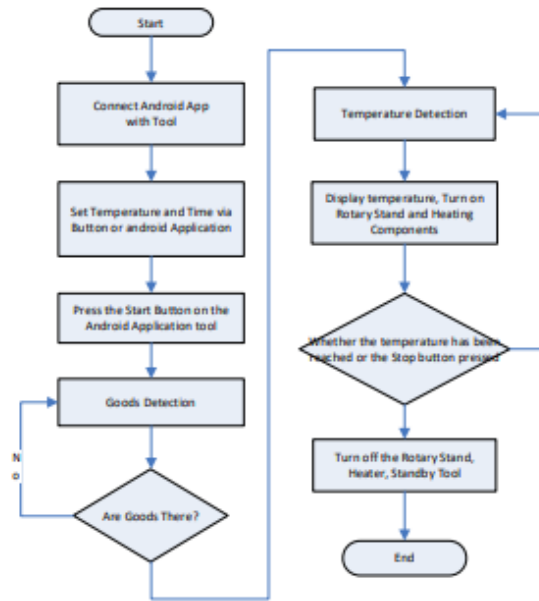 Start
Connect Android App
with Tool
Set Temperature and Time via
Button or android Application
Press the Start Button on the
Android Application tool
Goods Detection
N
o
Are Goods There?
Temperature Detection
Display temperature, Turn on
Rotary Stand and Heating
Components
Whether the temperature has been
reached or the Stop button pressed
Turn off the Rotary Stand,
Heater, Standby Tool
End